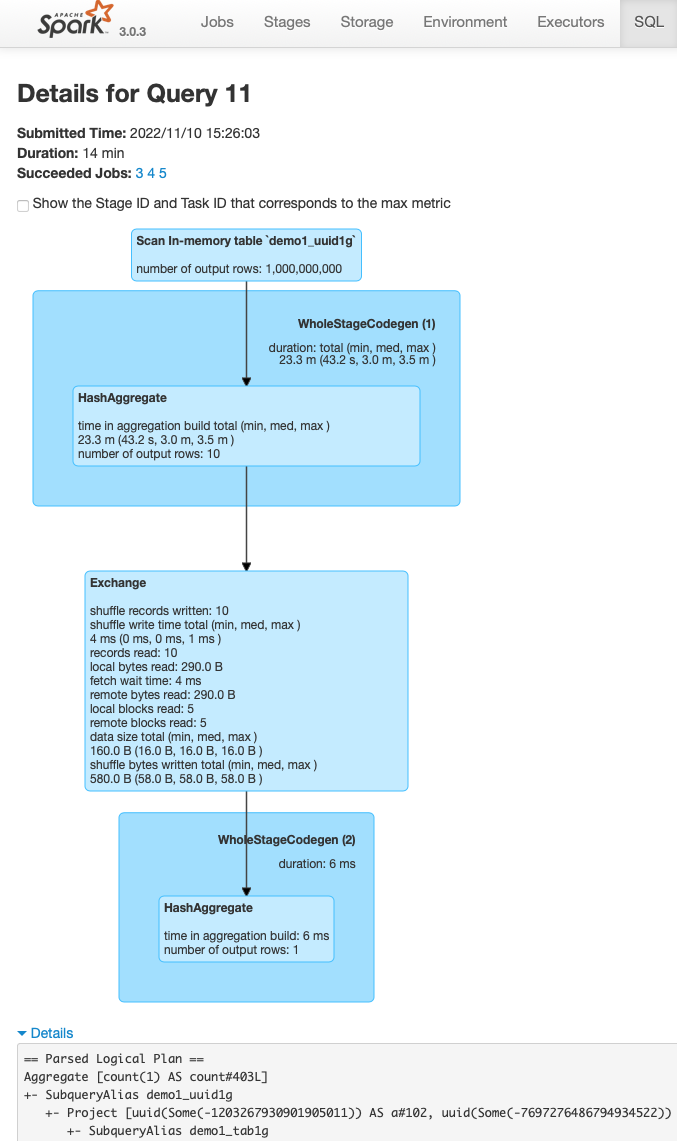 APACHE
Spark 3.0.3 Jobs Stages Storage Environment Executors SQL
Details for Query 11
Submitted Time: 2022/11/10 15:26:03
Duration: 14 min
Succeeded Jobs: 3 4 5
Show the Stage ID and Task ID that corresponds to the max metric
Scan In-memory table `demo1_uuid1g`
number of output rows: 1,000,000,000
WholeStageCodegen (1)
duration: total (min, med, max )
23.3 m (43.2 s, 3.0 m, 3.5 m )
HashAggregate
time in aggregation build total (min, med, max )
23.3 m (43.2 s, 3.0 m, 3.5 m )
number of output rows: 10
Exchange
shuffle records written: 10
shuffle write time total (min, med, max )
4 ms (0 ms, 0 ms, 1 ms )
records read: 10
local bytes read: 290.0 B
fetch wait time: 4 ms
remote bytes read: 290.0 B
local blocks read: 5
remote blocks read: 5
data size total (min, med, max )
160.0 B (16.0 B, 16.0 B, 16.0 B )
shuffle bytes written total (min, med, max )
580.0 B (58.0 B, 58.0 B, 58.0 B )
WholeStageCodegen (2)
duration: 6 ms
HashAggregate
time in aggregation build: 6 ms
number of output rows: 1
Details
== Parsed Logical Plan ==
Aggregate [count(1) AS count#403L]
+- SubqueryAlias demo1_uuid1g
   +- Project [uuid(Some(-1203267930901905011)) AS a#102, uuid(Some(-7697276486794934522))
      +- SubqueryAlias demo1_tab1g